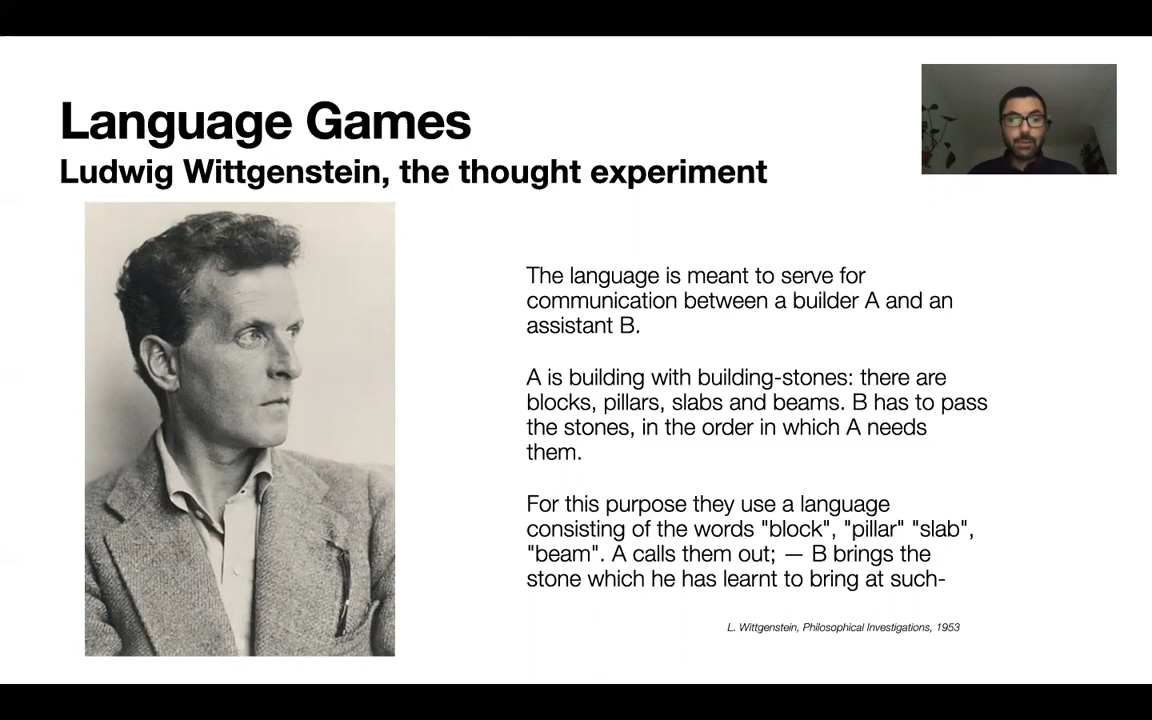 Language Games
Ludwig Wittgenstein, the thought experiment
The language is meant to serve for
communication between a builder A and an
assistant B.
A is building with building-stones: there are
blocks, pillars, slabs and beams. B has to pass
the stones, in the order in which A needs
them.
For this purpose they use a language
consisting of the words "block", "pillar" "slab",
"beam". A calls them out; — B brings the
stone which he has learnt to bring at such-
L. Wittgenstein, Philosophical Investigations, 1953